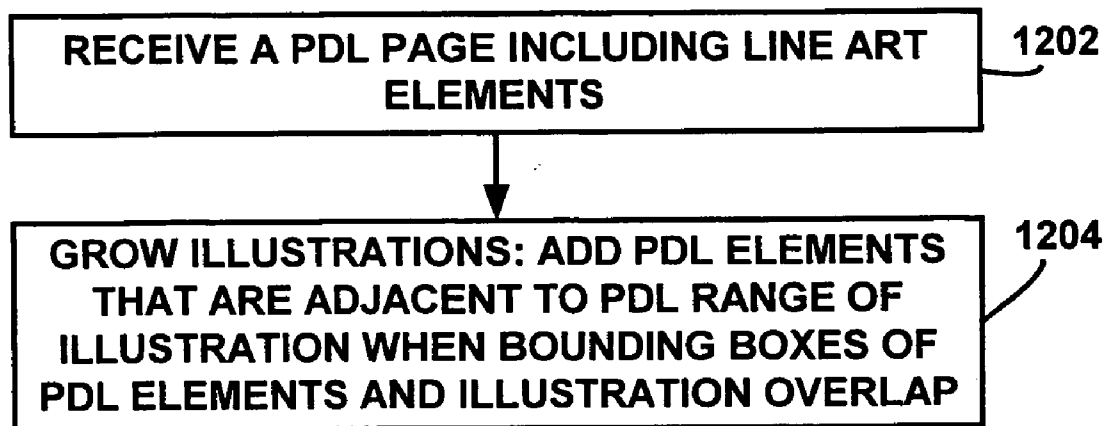 RECEIVE A PDL PAGE INCLUDING LINE ART
ELEMENTS
1202
GROW ILLUSTRATIONS: ADD PDL ELEMENTS
THAT ARE ADJACENT TO PDL RANGE OF
ILLUSTRATION WHEN BOUNDING BOXES OF
PDL ELEMENTS AND ILLUSTRATION OVERLAP
1204